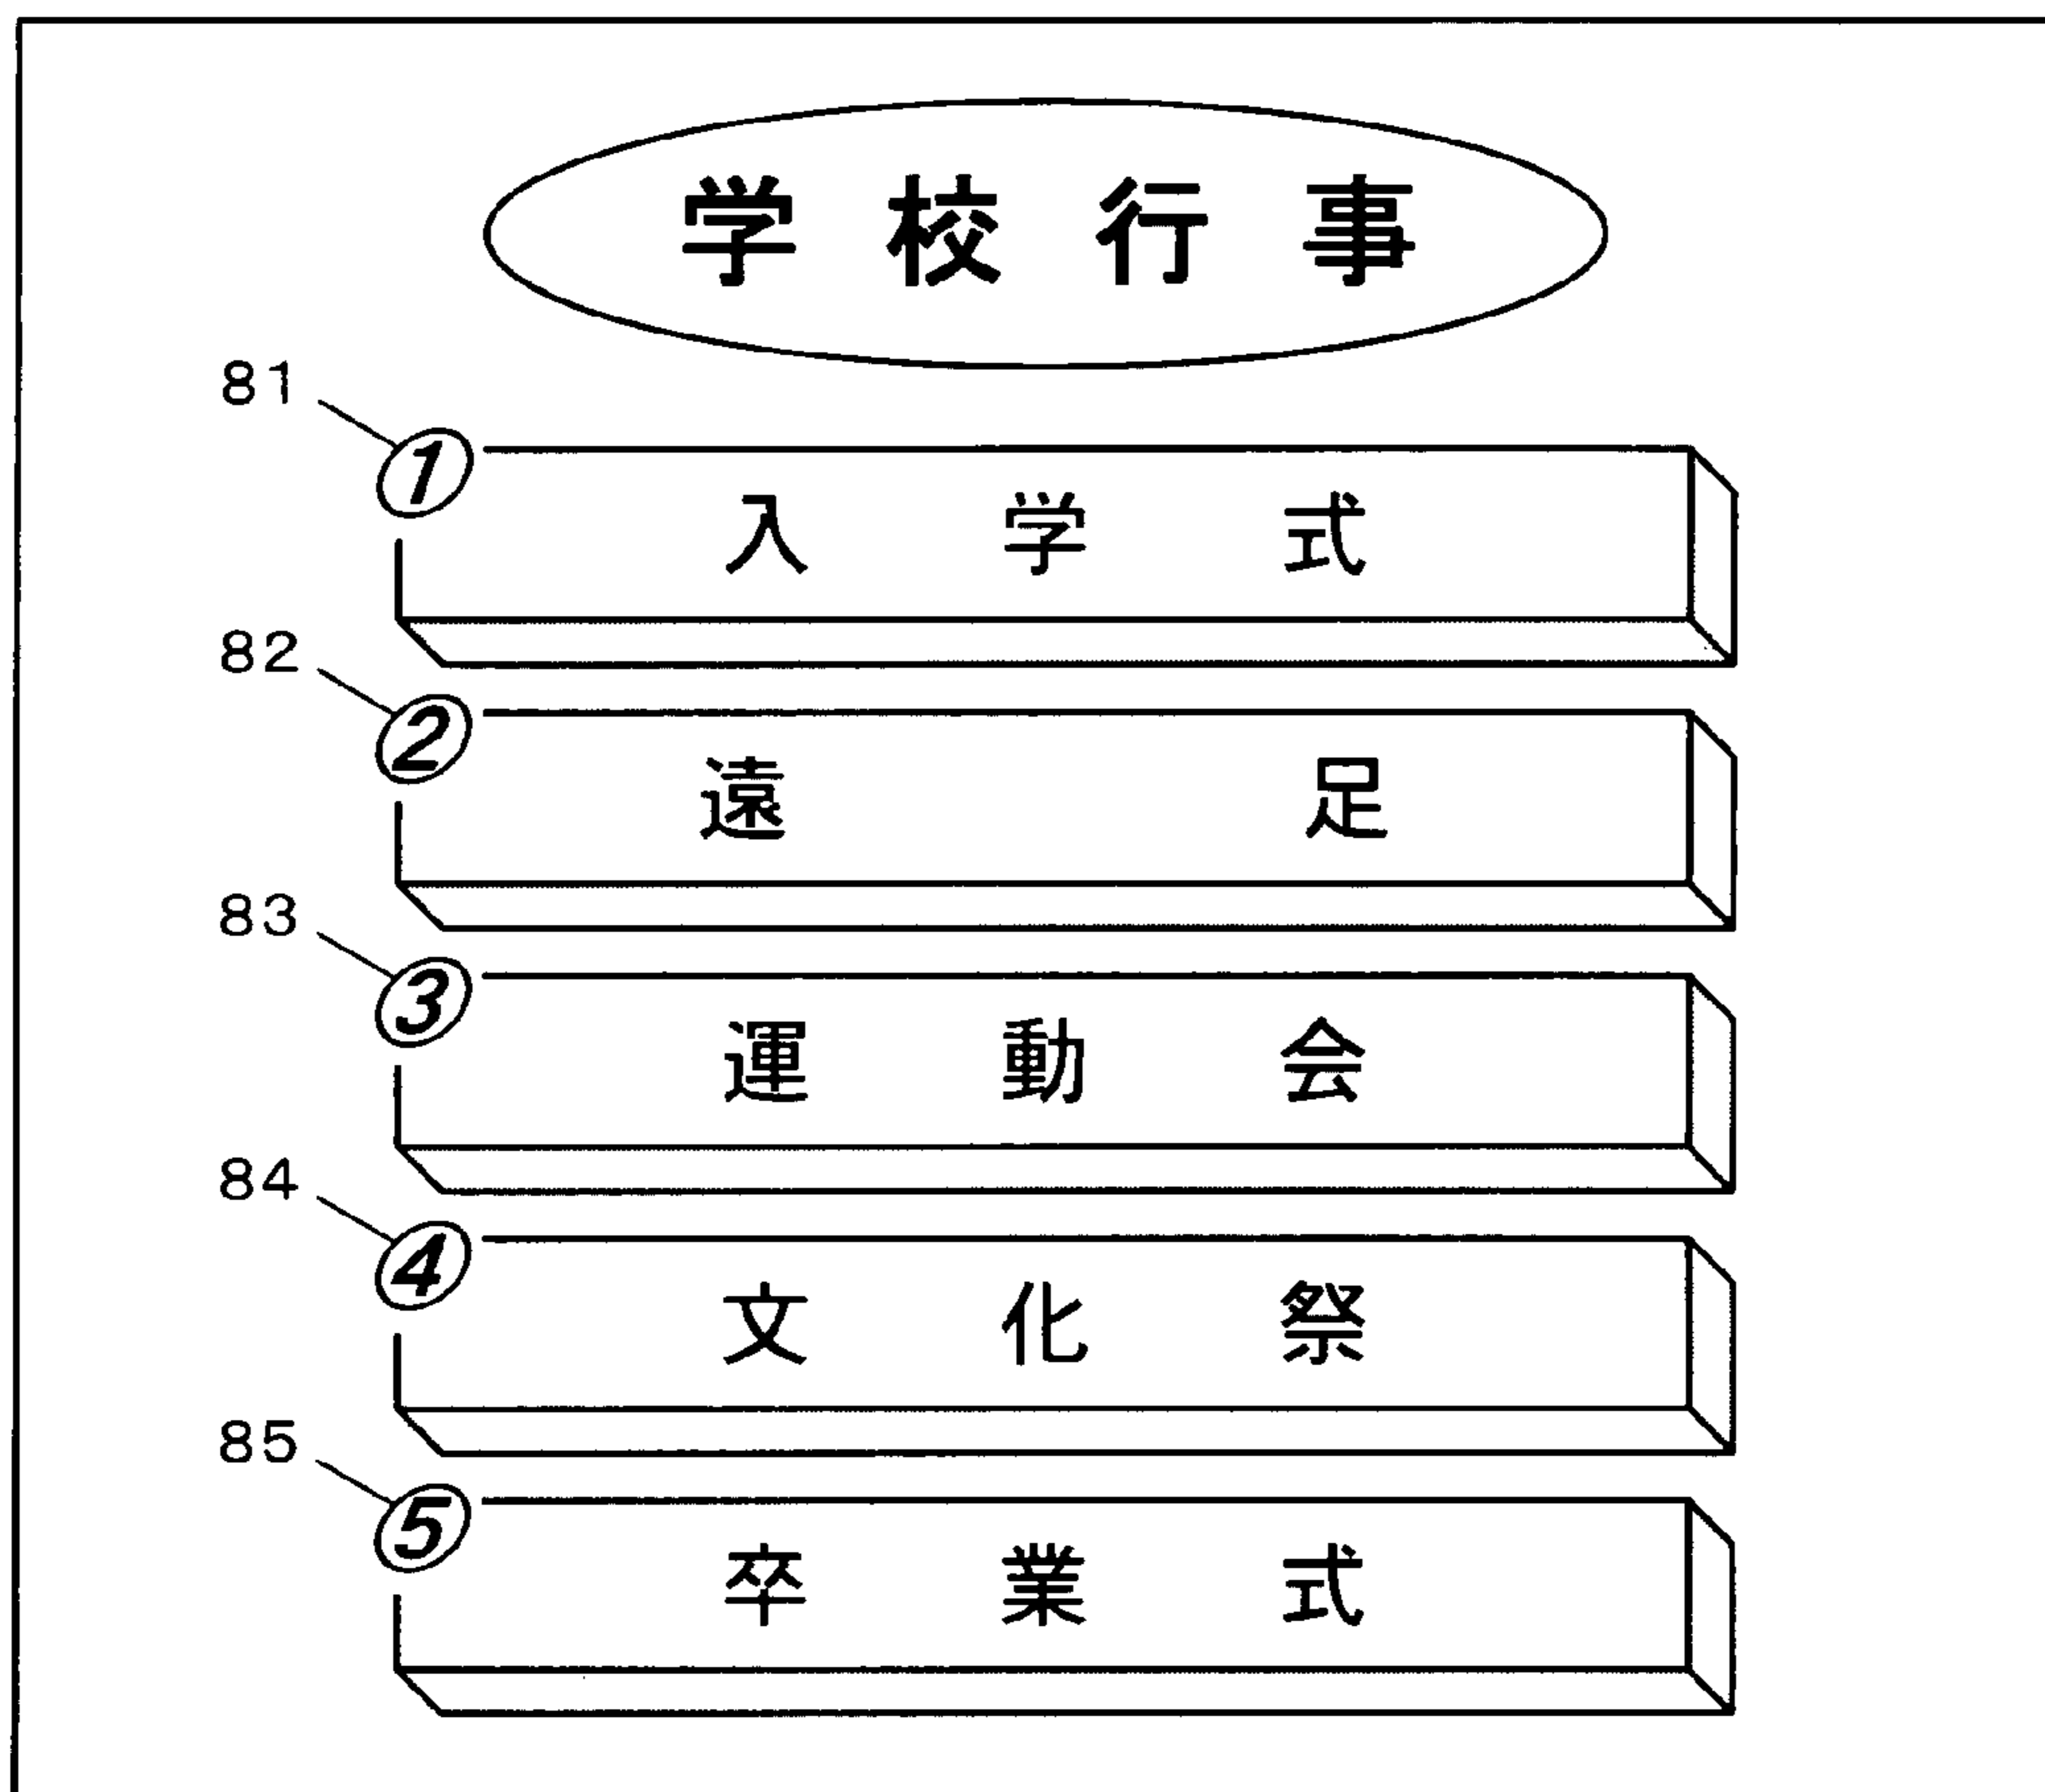 学校行事
81
① 入学式
82
② 遠足
83
③ 運動会
84
④ 文化祭
85
⑤ 卒業式